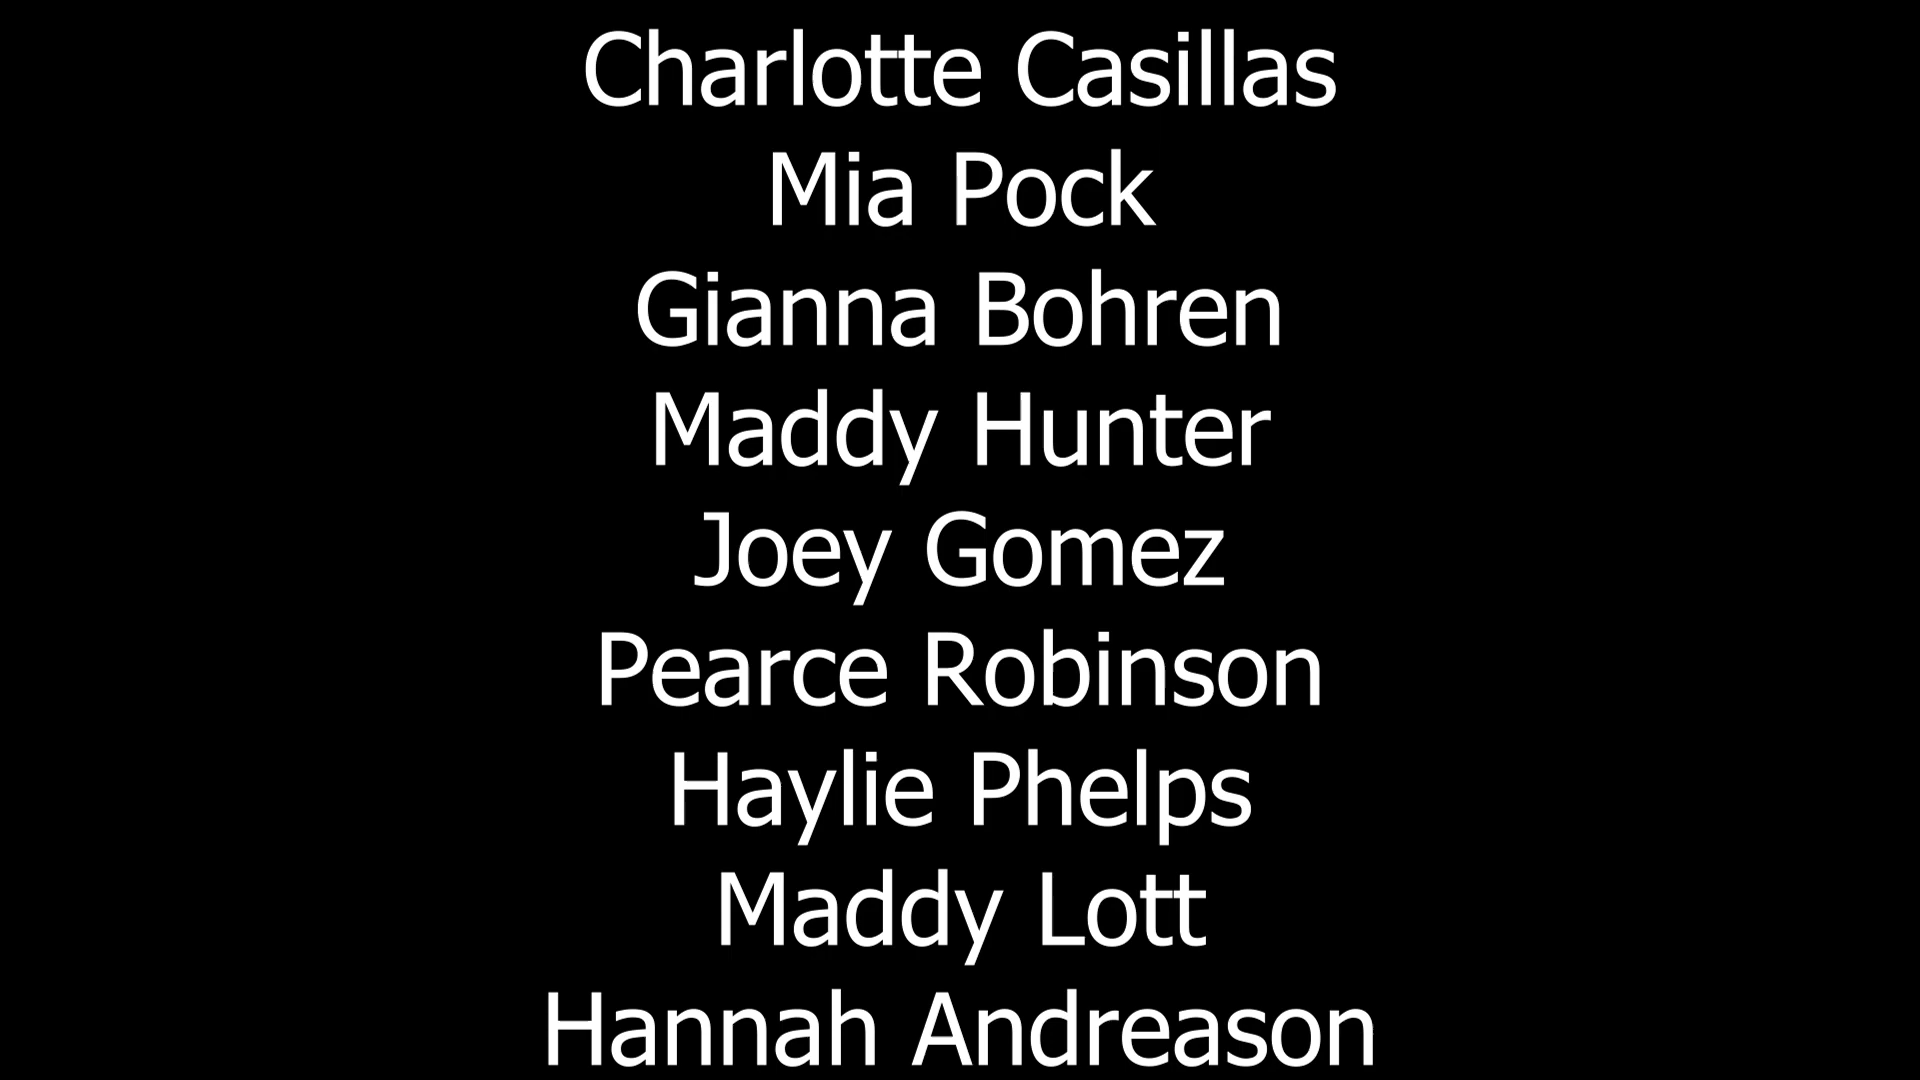 Charlotte Casillas
Mia Pock
Gianna Bohren
Maddy Hunter
Joey Gomez
Pearce Robinson
Haylie Phelps
Maddy Lott
Hannah Andreason